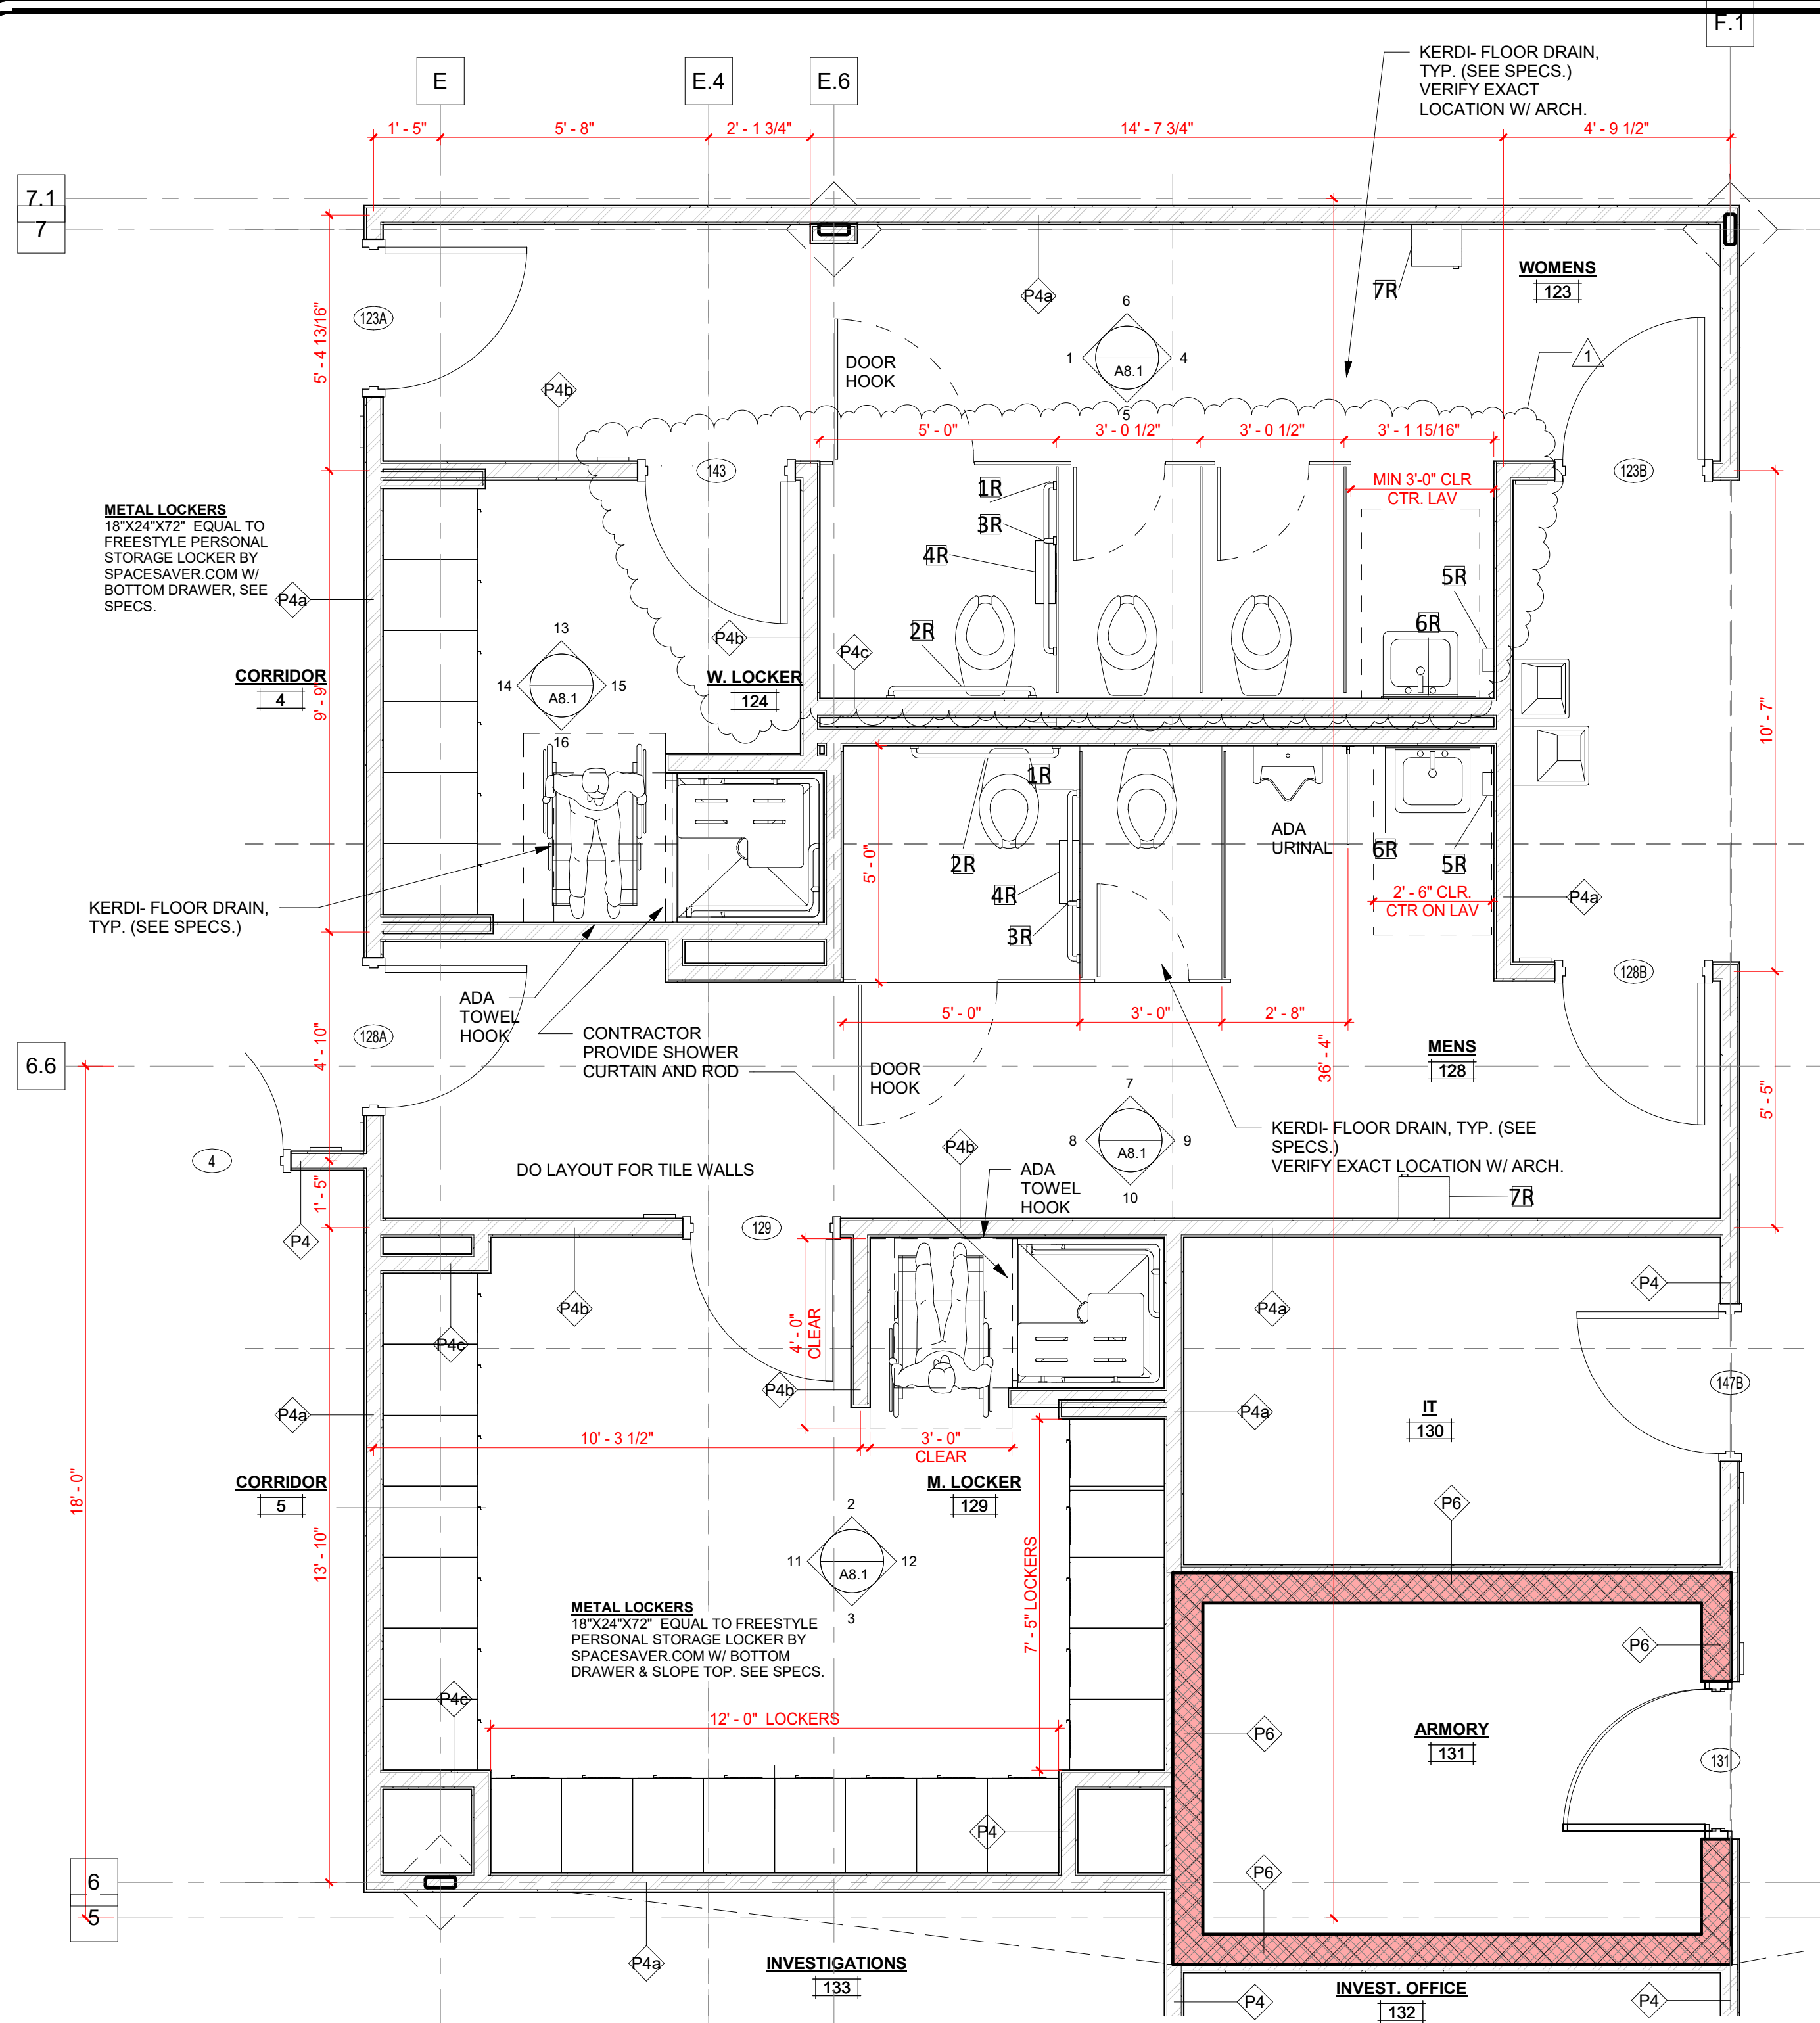 F.1
KERDI- FLOOR DRAIN,
TYP. (SEE SPECS.)
VERIFY EXACT
LOCATION W/ ARCH.
E
E.4
E.6
1' - 5"
5' - 8"
2' - 1 3/4"
14' - 7 3/4"
4' - 9 1/2"
7.1
7
WOMENS
123
7R
P4a
123A
5' - 4 13/16"
6
1
4
A8.1
5
DOOR
HOOK
1
P4b
5' - 0"
3' - 0 1/2"
3' - 0 1/2"
3' - 1 15/16"
143
123B
MIN 3'-0" CLR
CTR. LAV
1R
3R
4R
METAL LOCKERS
18"X24"X72" EQUAL TO
FREESTYLE PERSONAL
STORAGE LOCKER BY
SPACESAVER.COM W/
BOTTOM DRAWER, SEE
SPECS.
P4a
5R
6R
2R
13
14
15
A8.1
16
P4b
P4c
CORRIDOR
4
W. LOCKER
124
9' - 9"
10' - 7"
1R
5' - 0"
ADA
URINAL
2R
4R
3R
6R
5R
2' - 6" CLR.
CTR ON LAV
P4a
KERDI- FLOOR DRAIN,
TYP. (SEE SPECS.)
128B
ADA
TOWEL
HOOK
128A
4' - 10"
CONTRACTOR
PROVIDE SHOWER
CURTAIN AND ROD
5' - 0"
3' - 0"
2' - 8"
36' - 4"
MENS
128
6.6
DOOR
HOOK
5' - 5"
7
8
9
A8.1
10
KERDI- FLOOR DRAIN, TYP. (SEE
SPECS.)
VERIFY EXACT LOCATION W/ ARCH.
4
DO LAYOUT FOR TILE WALLS
P4b
ADA
TOWEL
HOOK
1' - 5"
7R
P4
129
P4b
P4c
4' - 0"
CLEAR
P4a
P4
P4b
147B
P4a
P4a
IT
130
10' - 3 1/2"
3' - 0"
CLEAR
CORRIDOR
5
M. LOCKER
129
18' - 0"
13' - 10"
P6
2
11
12
A8.1
3
7' - 5" LOCKERS
METAL LOCKERS
18"X24"X72" EQUAL TO FREESTYLE
PERSONAL STORAGE LOCKER BY
SPACESAVER.COM W/ BOTTOM
DRAWER & SLOPE TOP. SEE SPECS.
P6
P4c
12' - 0" LOCKERS
P6
ARMORY
131
131
P4
P6
6
5
P4a
INVESTIGATIONS
133
INVEST. OFFICE
132
P4
P4